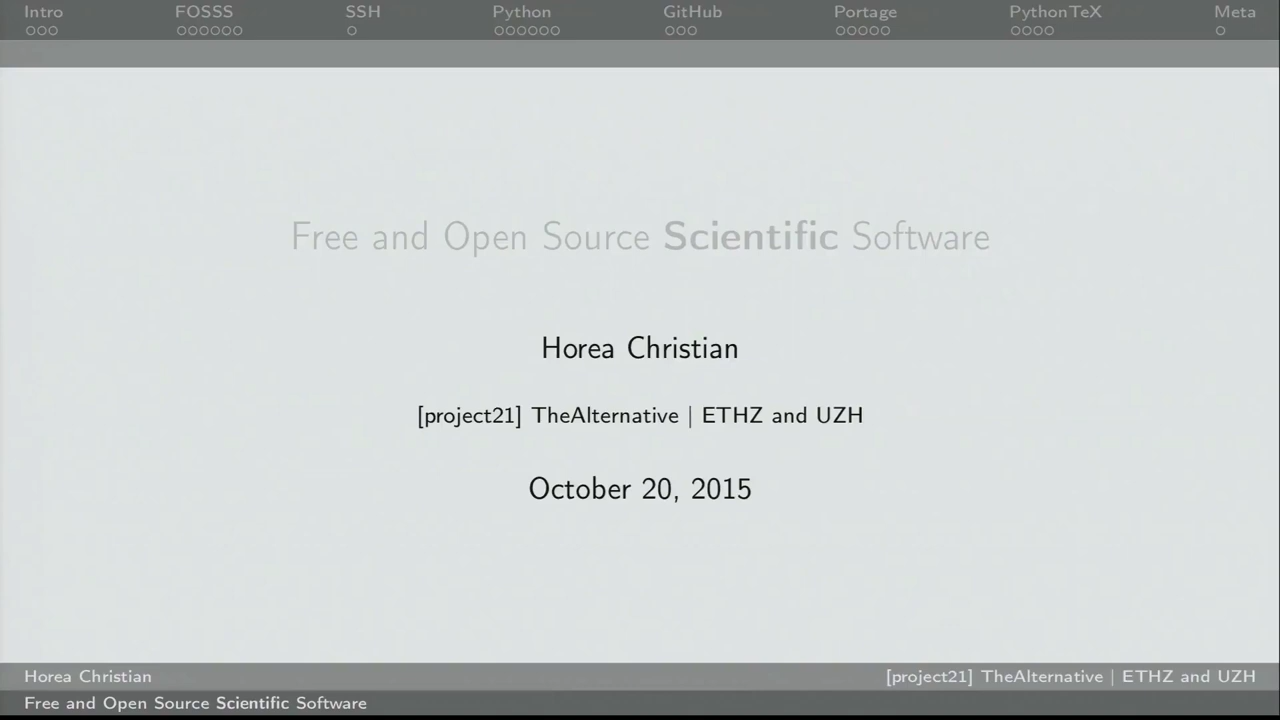 Intro FOSSS SSH Python GitHub Portage PythonTeX Meta
Free and Open Source Scientific Software
Horea Christian
[project21] TheAlternative | ETHZ and UZH
October 20, 2015
Horea Christian [project21] TheAlternative | ETHZ and UZH
Free and Open Source Scientific Software